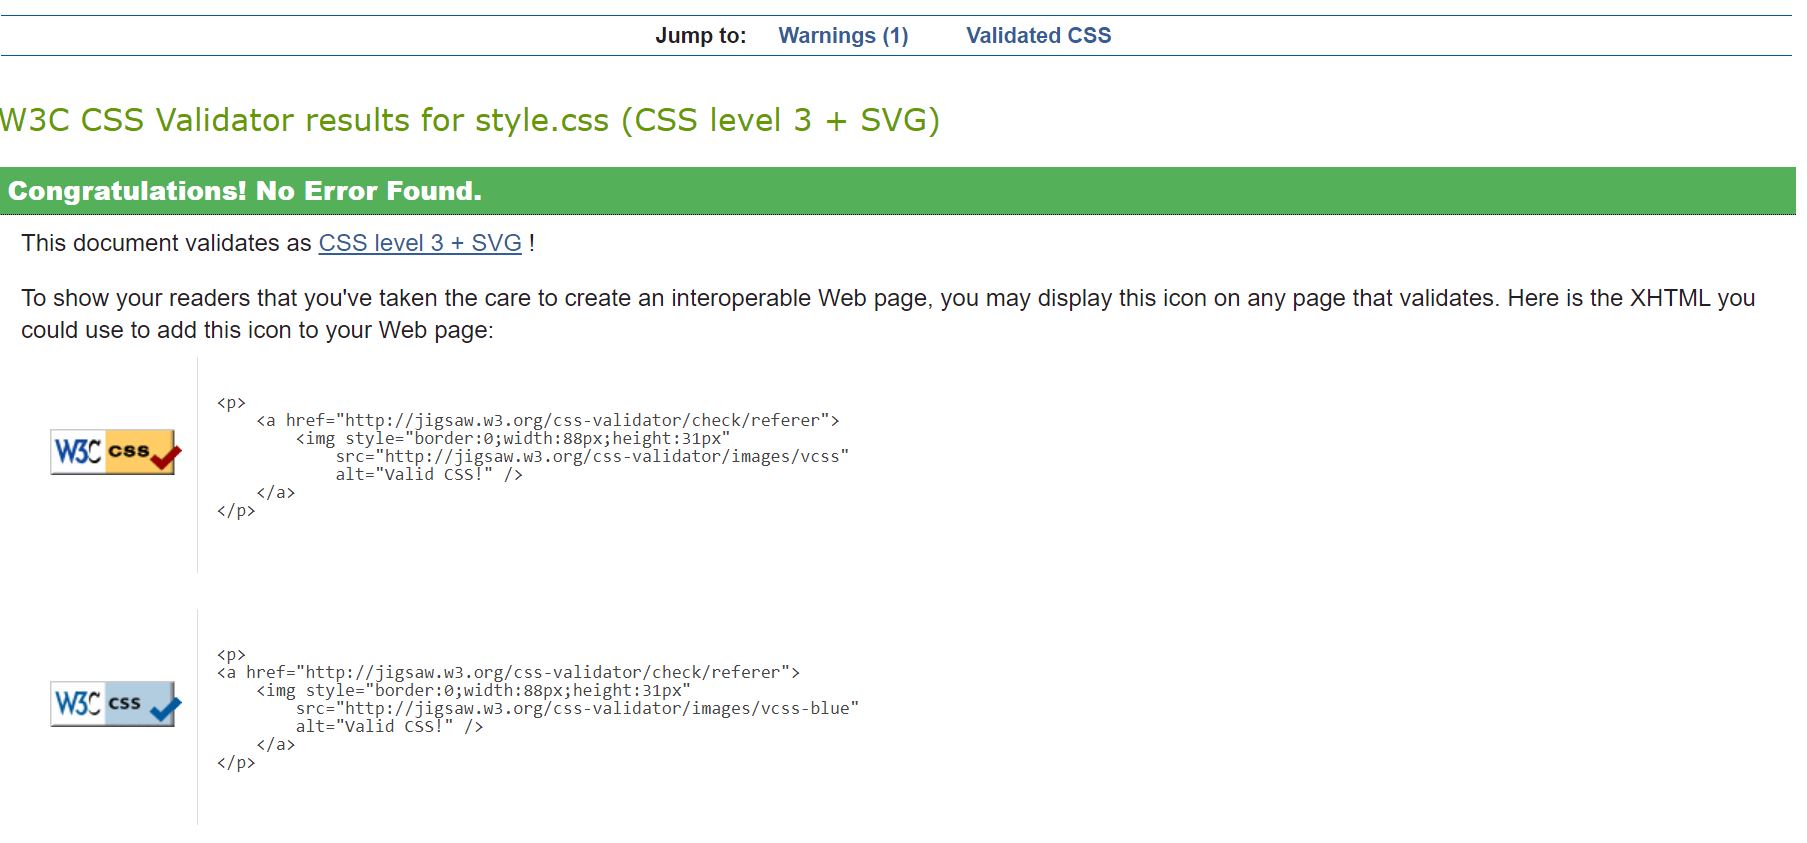 Jump to: Warnings (1) Validated CSS
W3C CSS Validator results for style.css (CSS level 3 + SVG)
Congratulations! No Error Found.
This document validates as CSS level 3 + SVG !
To show your readers that you've taken the care to create an interoperable Web page, you may display this icon on any page that validates. Here is the XHTML you
could use to add this icon to your Web page:
<p>
    <a href="http://jigsaw.w3.org/css-validator/check/referer">
        <img style="border:0;width:88px;height:31px"
W3C css
            src="http://jigsaw.w3.org/css-validator/images/vcss"
            alt="Valid CSS!" />
    </a>
</p>
<p>
<a href="http://jigsaw.w3.org/css-validator/check/referer">
    <img style="border:0;width:88px;height:31px"
W3C css
        src="http://jigsaw.w3.org/css-validator/images/vcss-blue"
        alt="Valid CSS!" />
    </a>
</p>